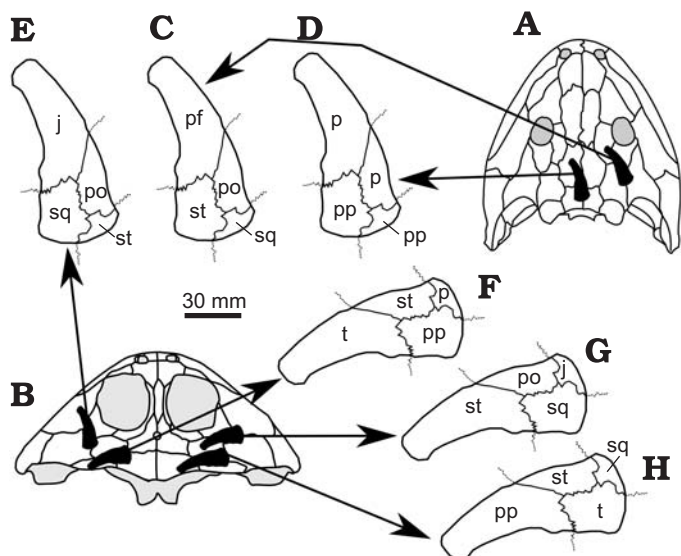 E C D A
j pf p
po po p
sq st pp
st sq pp
30 mm
F
st p
t pp
B
G
po j
st sq
sq
H
st
pp t